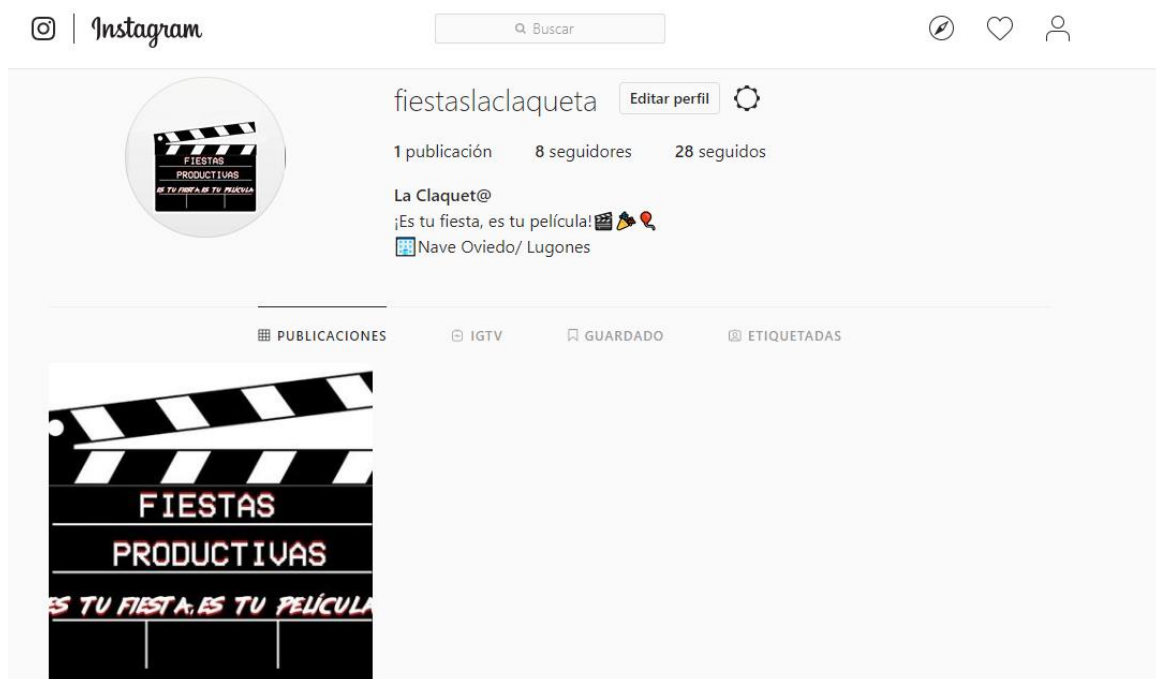 Instagram
Buscar
fiestaslaclaqueta Editar perfil
1 publicación 8 seguidores 28 seguidos
La Claquet@
¡Es tu fiesta, es tu película!🎬🎉🎈
🏢Nave Oviedo/ Lugones
FIESTAS
PRODUCTIVAS
ES TU FIESTA, ES TU PELÍCULA
PUBLICACIONES IGTV GUARDADO ETIQUETADAS
FIESTAS
PRODUCTIVAS
ES TU FIESTA, ES TU PELÍCULA